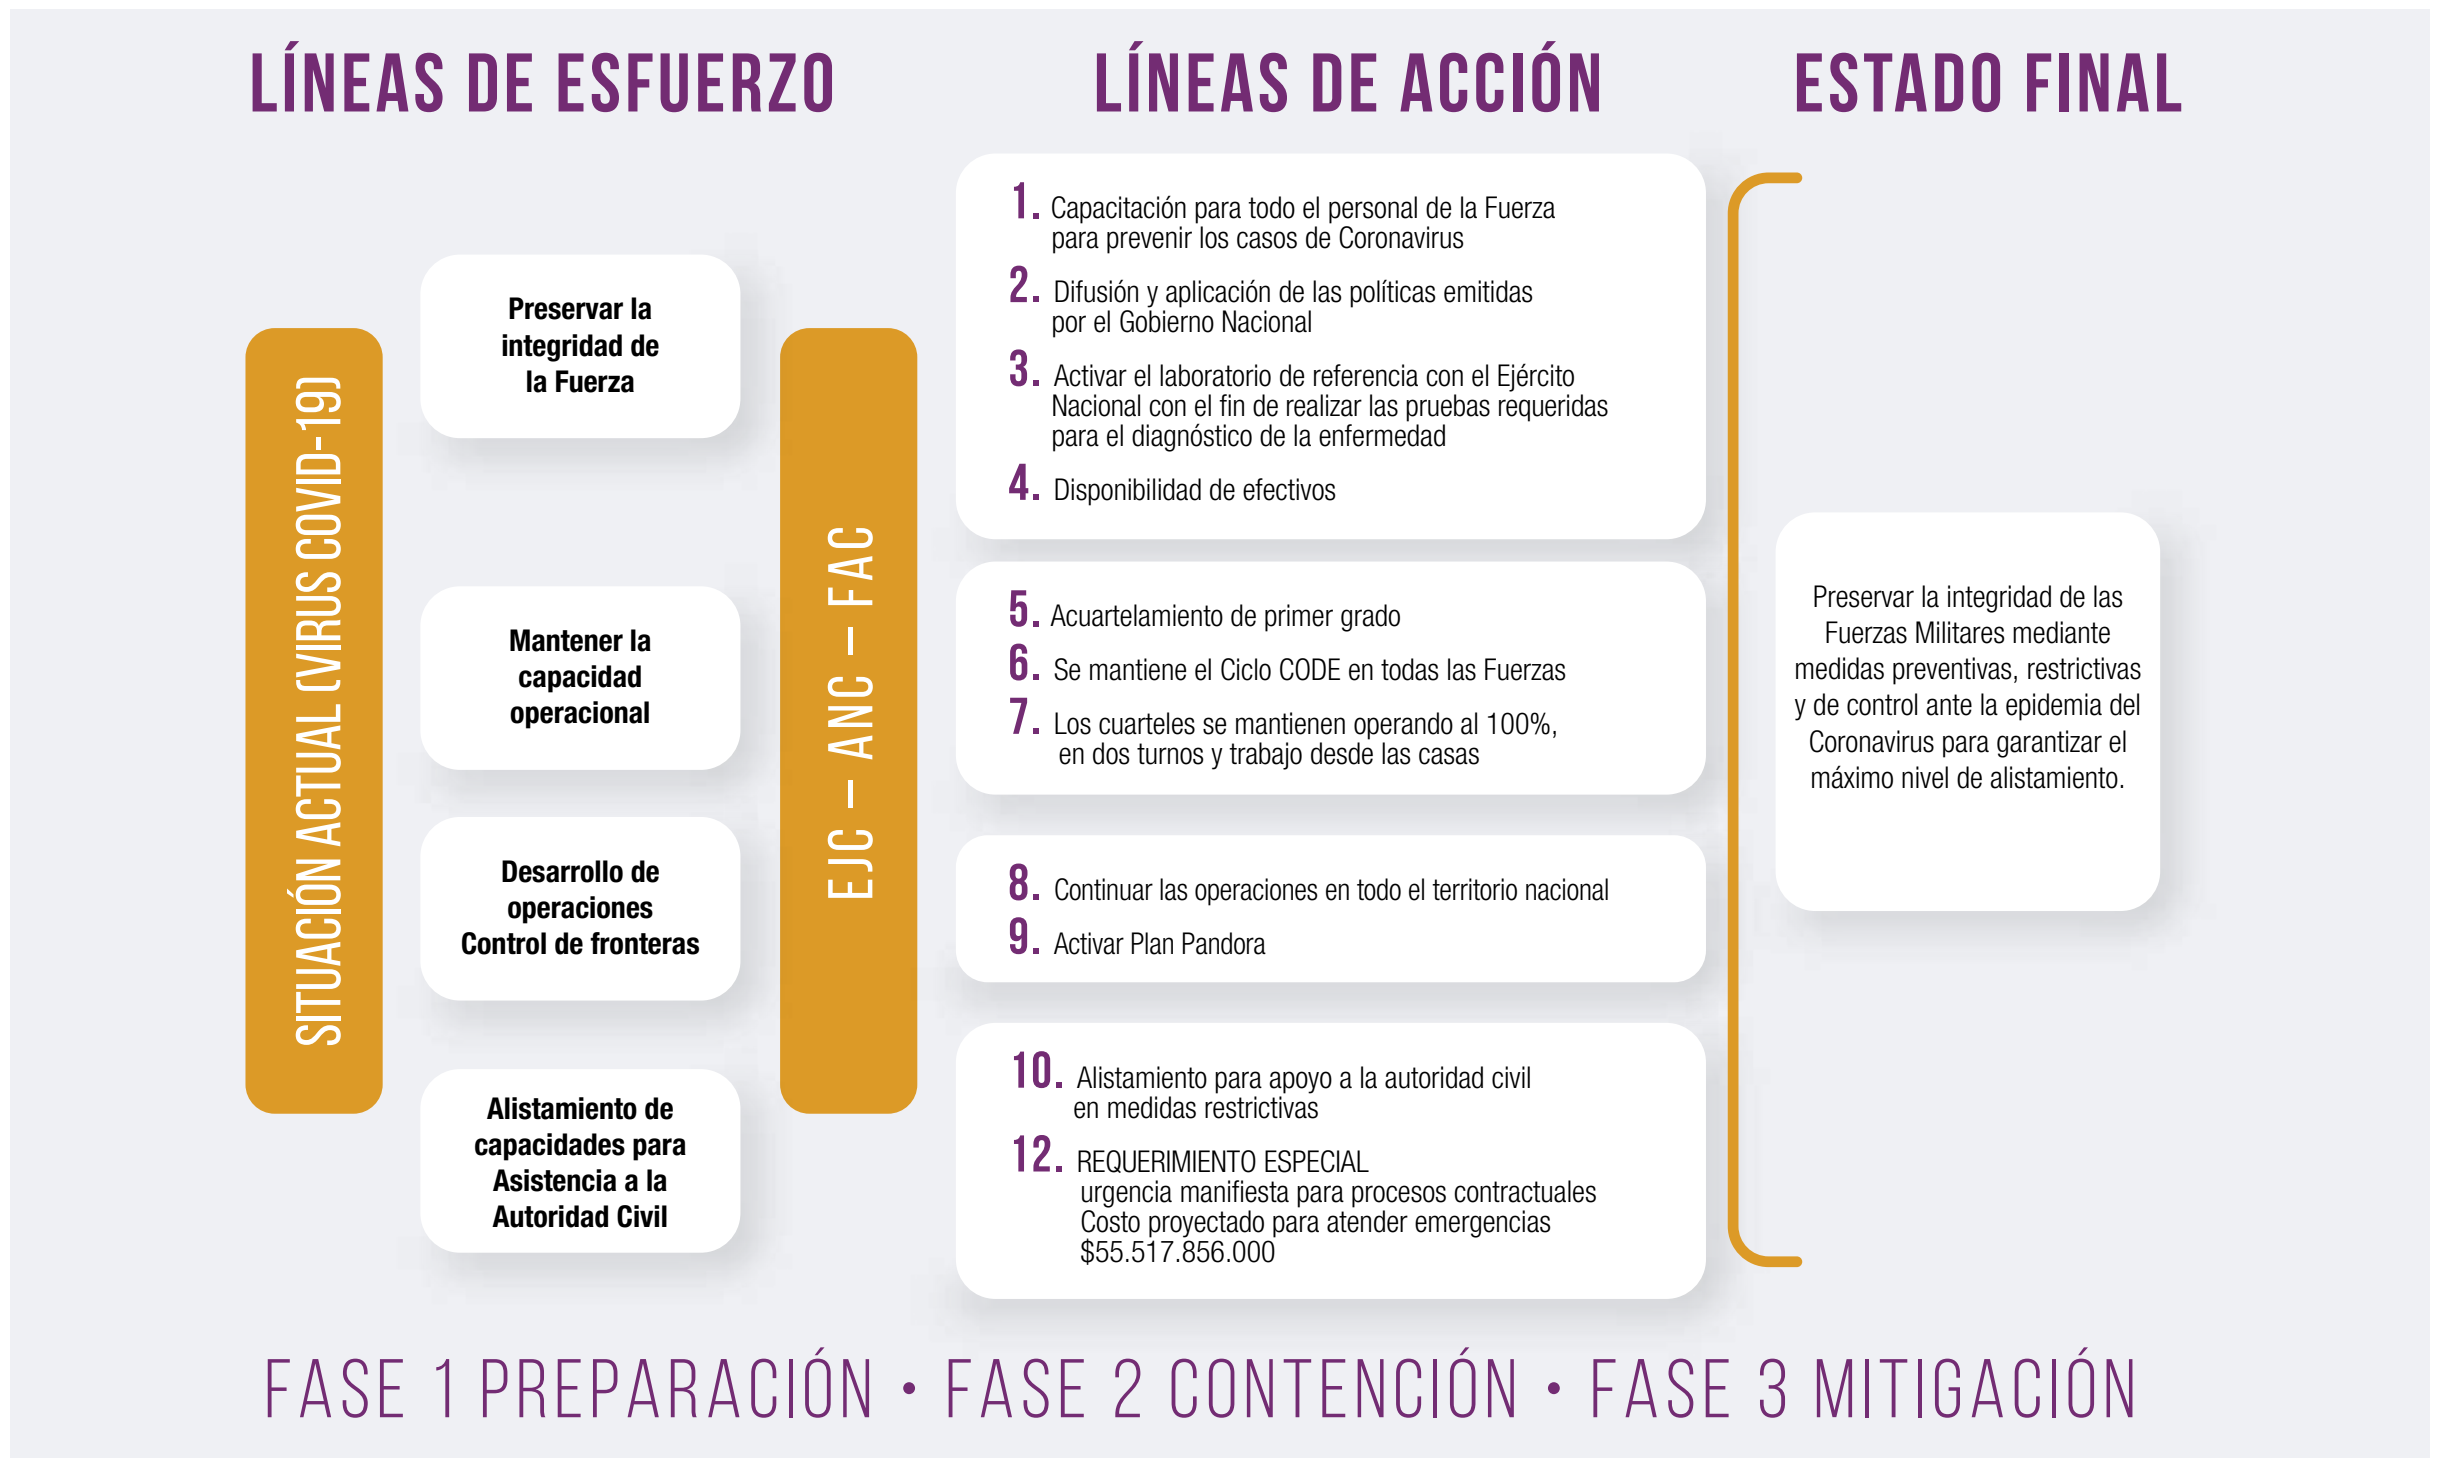 LÍNEAS DE ESFUERZO
LÍNEAS DE ACCIÓN
ESTADO FINAL
SITUACIÓN ACTUAL (VIRUS COVID-19)
Preservar la
integridad de
la Fuerza
Mantener la
capacidad
operacional
Desarrollo de
operaciones
Control de fronteras
Alistamiento de
capacidades para
Asistencia a la
Autoridad Civil
EJC – ANC – FAC
1. Capacitación para todo el personal de la Fuerza
para prevenir los casos de Coronavirus
2. Difusión y aplicación de las políticas emitidas
por el Gobierno Nacional
3. Activar el laboratorio de referencia con el Ejército
Nacional con el fin de realizar las pruebas requeridas
para el diagnóstico de la enfermedad
4. Disponibilidad de efectivos
5. Acuartelamiento de primer grado
6. Se mantiene el Ciclo CODE en todas las Fuerzas
7. Los cuarteles se mantienen operando al 100%,
en dos turnos y trabajo desde las casas
8. Continuar las operaciones en todo el territorio nacional
9. Activar Plan Pandora
10. Alistamiento para apoyo a la autoridad civil
en medidas restrictivas
12. REQUERIMIENTO ESPECIAL
urgencia manifiesta para procesos contractuales
Costo proyectado para atender emergencias
$55.517.856.000
Preservar la integridad de las
Fuerzas Militares mediante
medidas preventivas, restrictivas
y de control ante la epidemia del
Coronavirus para garantizar el
máximo nivel de alistamiento.
FASE 1 PREPARACIÓN • FASE 2 CONTENCIÓN • FASE 3 MITIGACIÓN